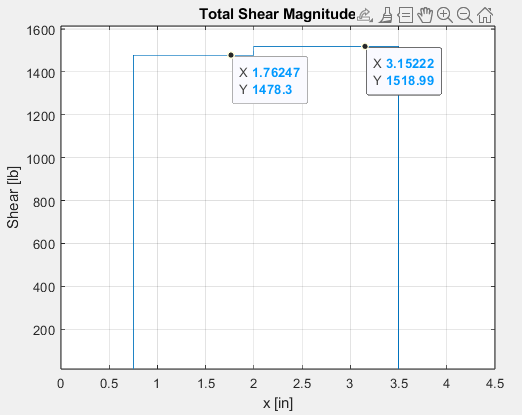 Total Shear Magnitude
1600
1400
1200
1000
800
600
400
200
Shear [lb]
X 1.76247
Y 1478.3
X 3.15222
Y 1518.99
0 0.5 1 1.5 2 2.5 3 3.5 4 4.5
x [in]